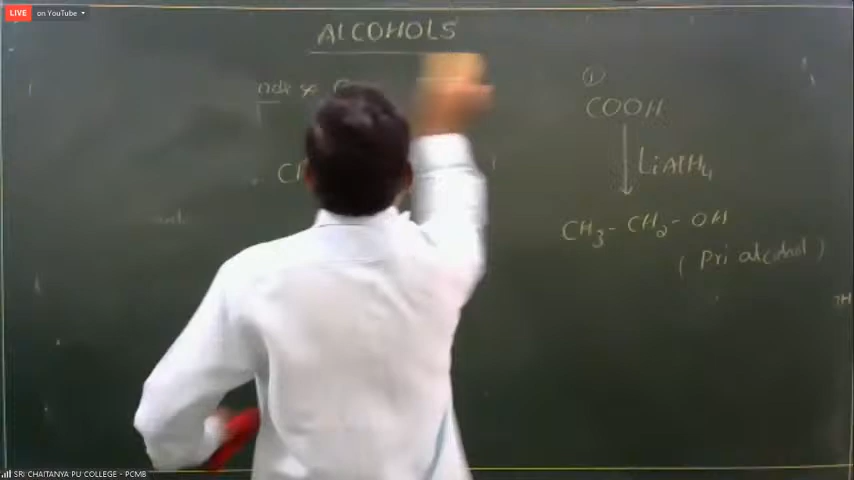 LIVE on YouTube
ALCOHOLS
①
COOH
LiAlH4
CH3-CH2-OH
(Pri alcohol)
SRI CHAITANYA PU COLLEGE - PCMB